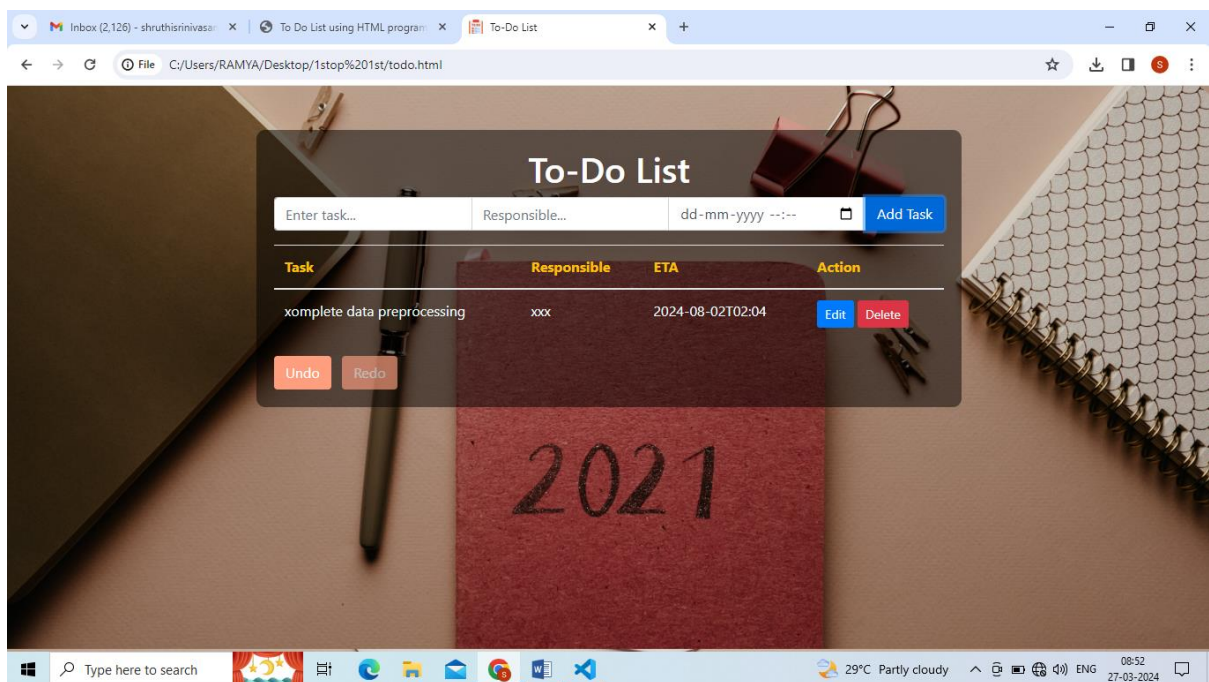 Inbox (2,126) - shruthisrinivasa
To Do List using HTML program
To-Do List
File C:/Users/RAMYA/Desktop/1stop%201st/todo.html
S
To-Do List
Enter task... Responsible... dd-mm-yyyy --:-- Add Task
Task Responsible ETA Action
xomplete data preprocessing xxx 2024-08-02T02:04 Edit Delete
Undo Redo
2021
Type here to search 29°C Partly cloudy ENG 08:52
27-03-2024